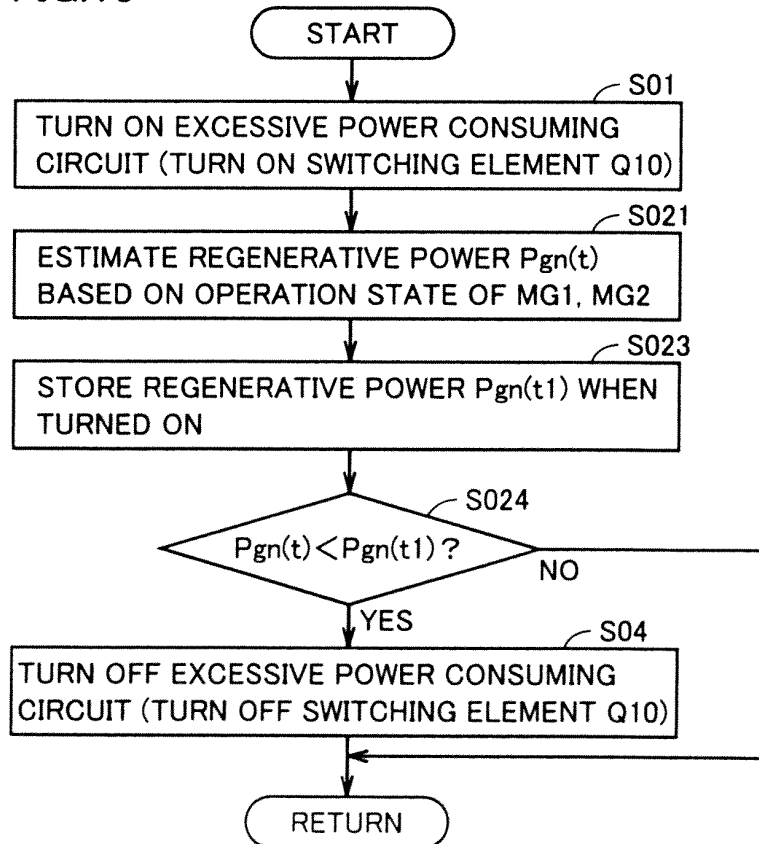 START
S01
TURN ON EXCESSIVE POWER CONSUMING
CIRCUIT (TURN ON SWITCHING ELEMENT Q10)
S021
ESTIMATE REGENERATIVE POWER Pgn(t)
BASED ON OPERATION STATE OF MG1, MG2
S023
STORE REGENERATIVE POWER Pgn(t1) WHEN
TURNED ON
S024
Pgn(t)<Pgn(t1)?
NO
YES
S04
TURN OFF EXCESSIVE POWER CONSUMING
CIRCUIT (TURN OFF SWITCHING ELEMENT Q10)
RETURN